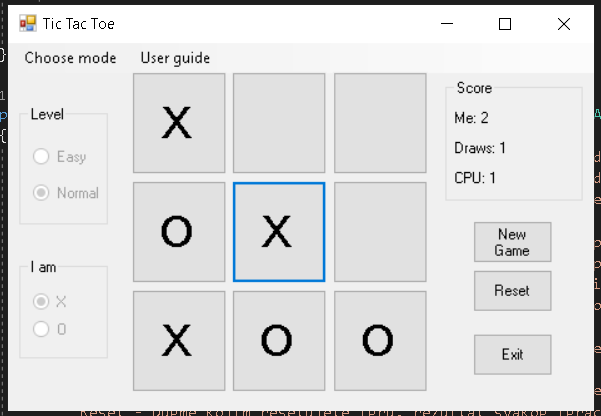 Tic Tac Toe
Choose mode User guide
Level
Easy
Normal
I am
X
O
X
O X
X O O
Score
Me: 2
Draws: 1
CPU: 1
New
Game
Reset
Exit